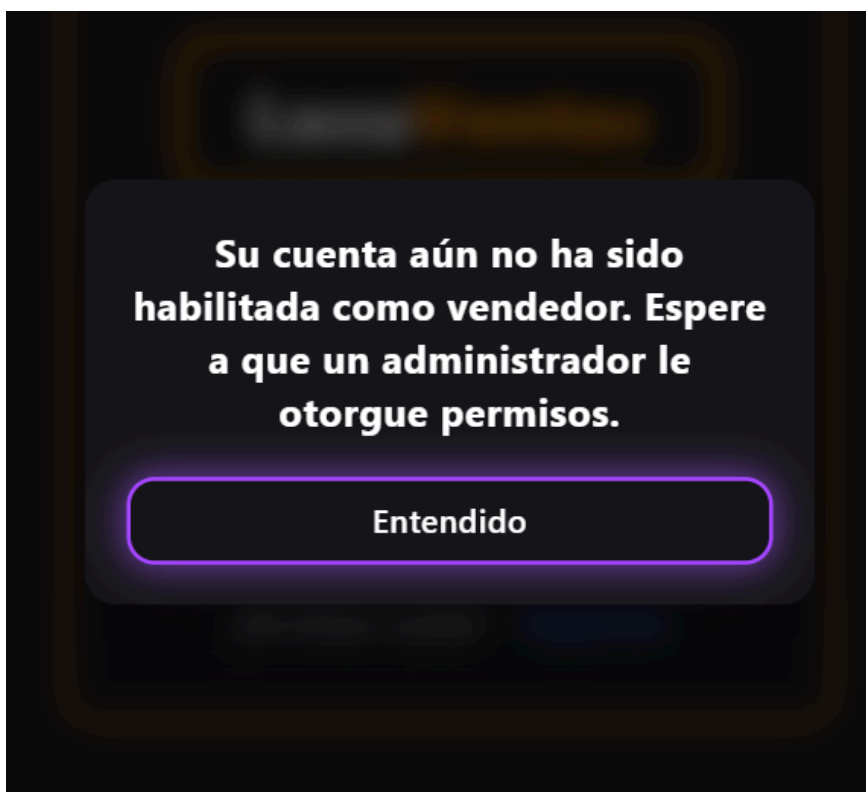 Su cuenta aún no ha sido
habilitada como vendedor. Espere
a que un administrador le
otorgue permisos.
Entendido